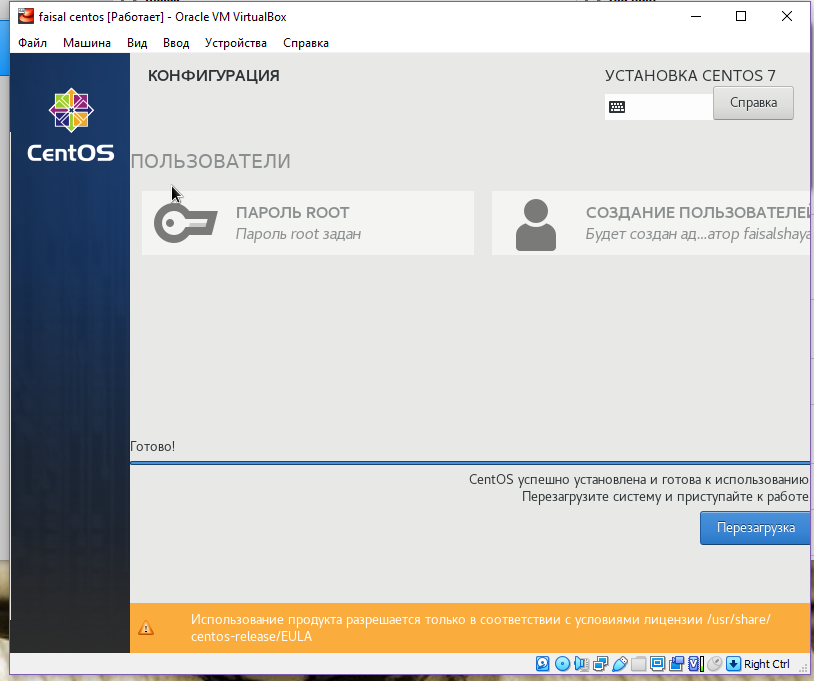 faisal centos [Работает] - Oracle VM VirtualBox
Файл Машина Вид Ввод Устройства Справка
КОНФИГУРАЦИЯ
УСТАНОВКА CENTOS 7
Справка
CentOS
ПОЛЬЗОВАТЕЛИ
ПАРОЛЬ ROOT
Пароль root задан
СОЗДАНИЕ ПОЛЬЗОВАТЕЛЕЙ
Будет создан ад...атор faisalshaya
Готово!
CentOS успешно установлена и готова к использованию
Перезагрузите систему и приступайте к работе
Перезагрузка
Использование продукта разрешается только в соответствии с условиями лицензии /usr/share/
centos-release/EULA
Right Ctrl